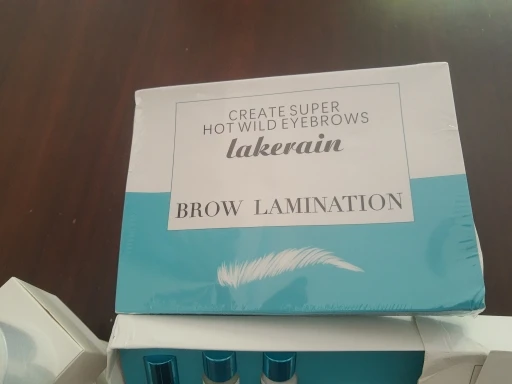 CREATE SUPER
HOT WILD EYEBROWS
lakerain
BROW LAMINATION